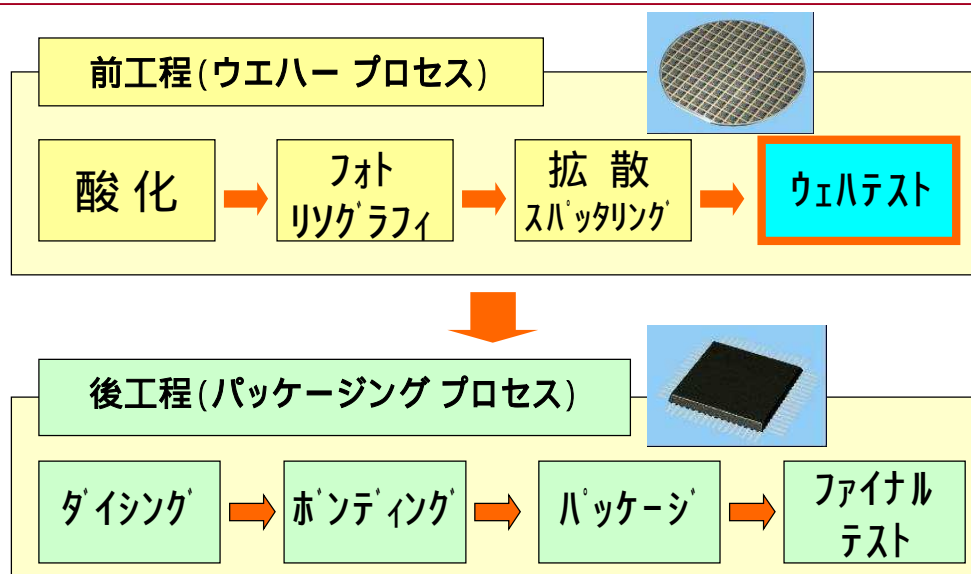 前工程(ウエハー プロセス)
酸 化
フォト
リソグラフィ
拡 散
スパッタリング
ウェハテスト
後工程(パッケージング プロセス)
ダイシング
ボンディング
パッケージ
ファイナル
テスト